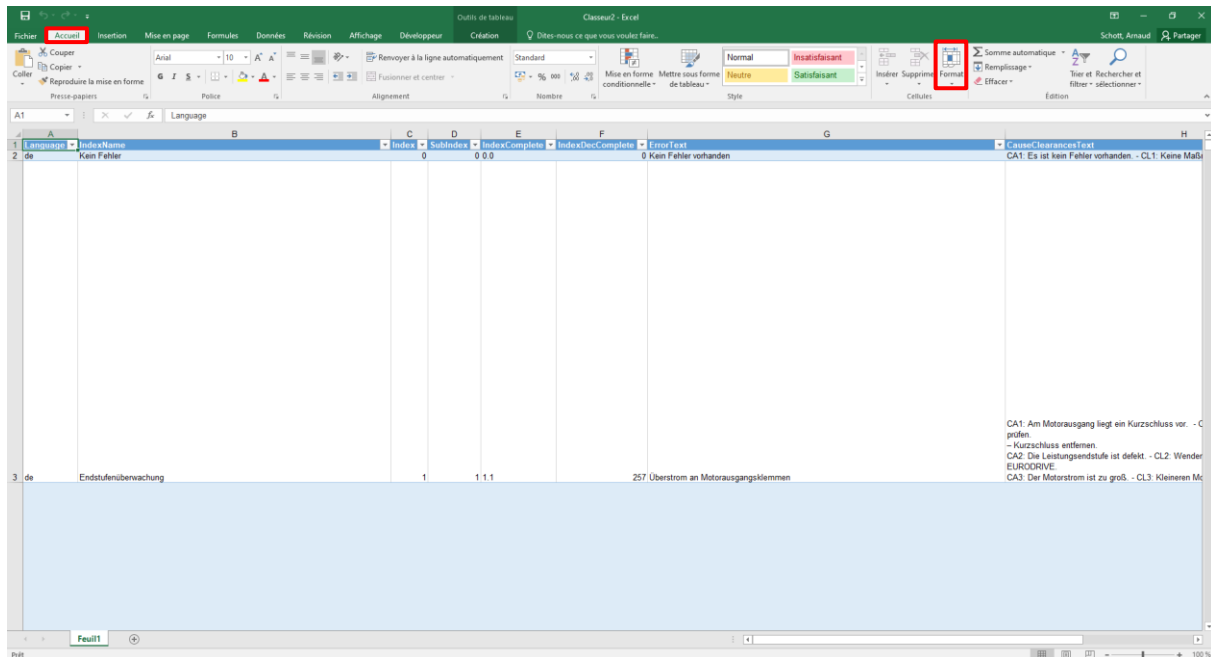 Outils de tableau Classeur2 - Excel
Fichier Accueil Insertion Mise en page Formules Données Révision Affichage Développeur Création Dites-nous ce que vous voulez faire... Schott, Arnaud Partager
Coller
Couper
Copier
Reproduire la mise en forme
Presse-papiers
Arial 10
G I S
Police
Renvoyer à la ligne automatiquement
Fusionner et centrer
Alignement
Standard
% 000
Nombre
Mise en forme conditionnelle
Mettre sous forme de tableau
Normal Insatisfaisant
Neutre Satisfaisant
Style
Insérer Supprimer Format
Cellules
Somme automatique
Remplissage
Effacer
Trier et filtrer
Rechercher et sélectionner
Édition
A1 fx Language
A B C D E F G H
1 Language IndexName Index SubIndex IndexComplete IndexDecComplete ErrorText CauseClearancesText
2 de Kein Fehler 0 0 0.0 0 Kein Fehler vorhanden CA1: Es ist kein Fehler vorhanden. - CL1: Keine Maß
CA1: Am Motorausgang liegt ein Kurzschluss vor. - C
prüfen.
– Kurzschluss entfernen.
CA2: Die Leistungsendstufe ist defekt. - CL2: Wenden
EURODRIVE.
3 de Endstufenüberwachung 1 1 1.1 257 Überstrom an Motorausgangsklemmen CA3: Der Motorstrom ist zu groß. - CL3: Kleineren Mo
Feuil1
Prêt 100 %